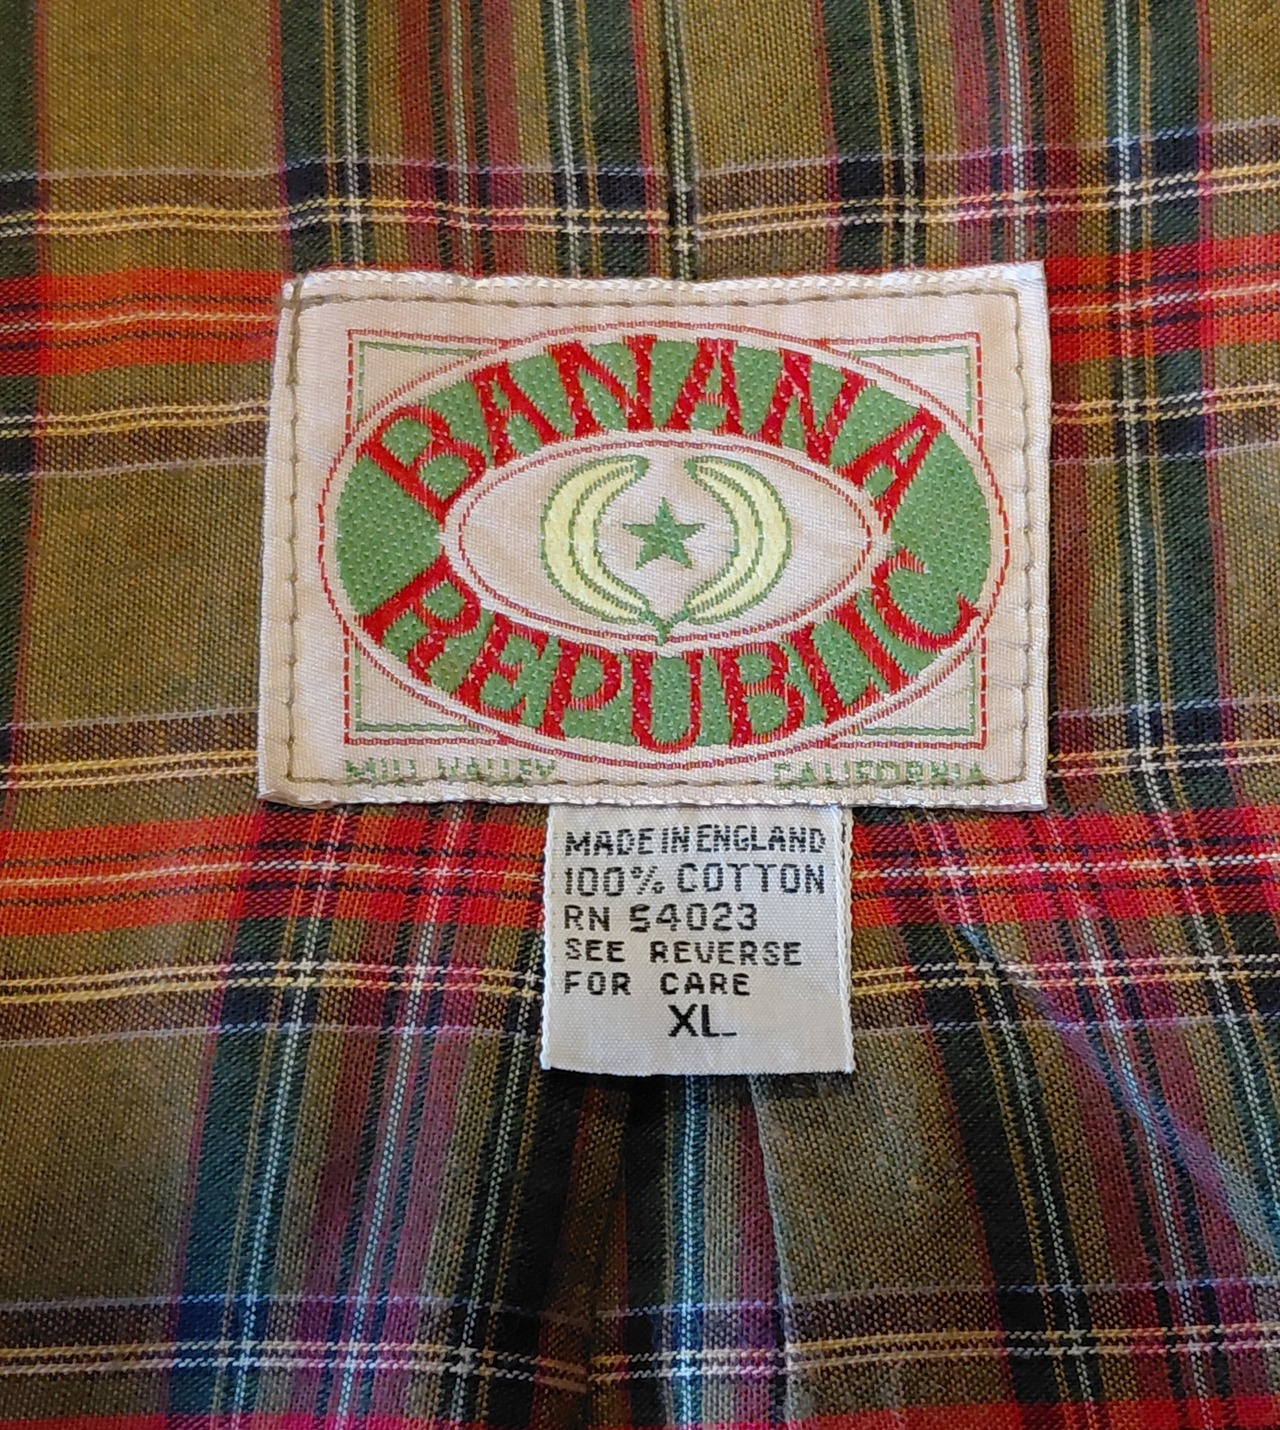 BANANA
REPUBLIC
MILL VALLEY CALIFORNIA
MADE IN ENGLAND
100% COTTON
RN 54023
SEE REVERSE
FOR CARE
XL